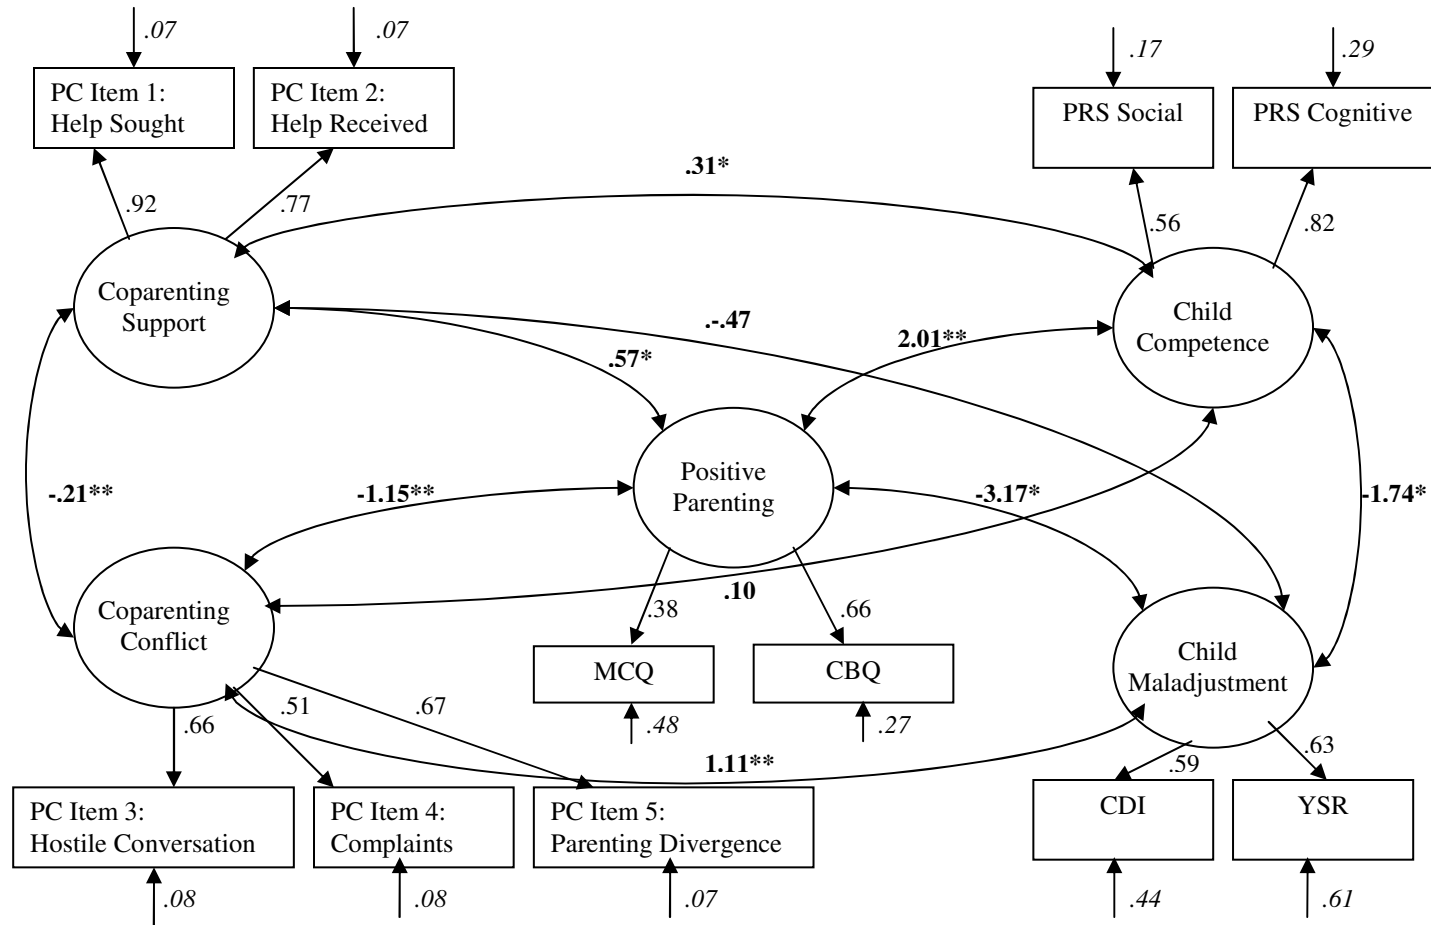 .07
.07
.17
.29
PC Item 1:
Help Sought
PC Item 2:
Help Received
PRS Social
PRS Cognitive
.31*
.92
.77
.56
.82
Coparenting
Support
Child
Competence
.-.47
2.01**
.57*
Positive
Parenting
-.21**
-1.15**
-3.17*
-1.74*
Coparenting
Conflict
.10
.38
.66
MCQ
CBQ
Child
Maladjustment
.66
.51
.67
.48
.27
1.11**
.59
.63
PC Item 3:
Hostile Conversation
PC Item 4:
Complaints
PC Item 5:
Parenting Divergence
CDI
YSR
.08
.08
.07
.44
.61